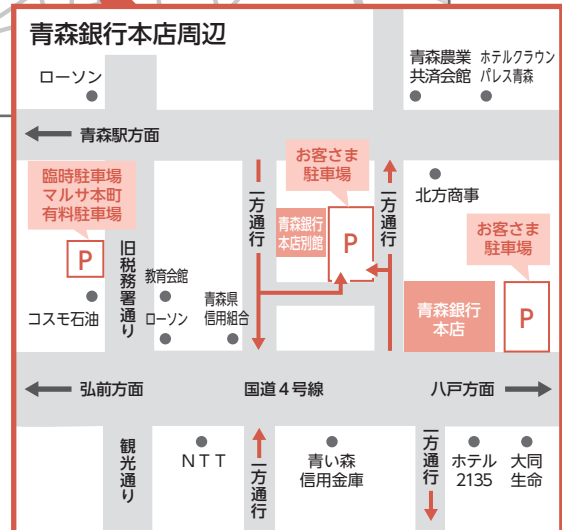 青森銀行本店周辺
ローソン
青森農業
共済会館
ホテルクラウン
パレス青森
青森駅方面
臨時駐車場
マルサ本町
有料駐車場
P
コスモ石油
旧税務署通り
教育会館
ローソン
青森県
信用組合
一方通行
お客さま
駐車場
青森銀行
本店別館
P
一方通行
北方商事
お客さま
駐車場
青森銀行
本店
P
弘前方面
国道4号線
八戸方面
観光通り
NTT
一方通行
青い森
信用金庫
一方通行
ホテル
2135
大同
生命